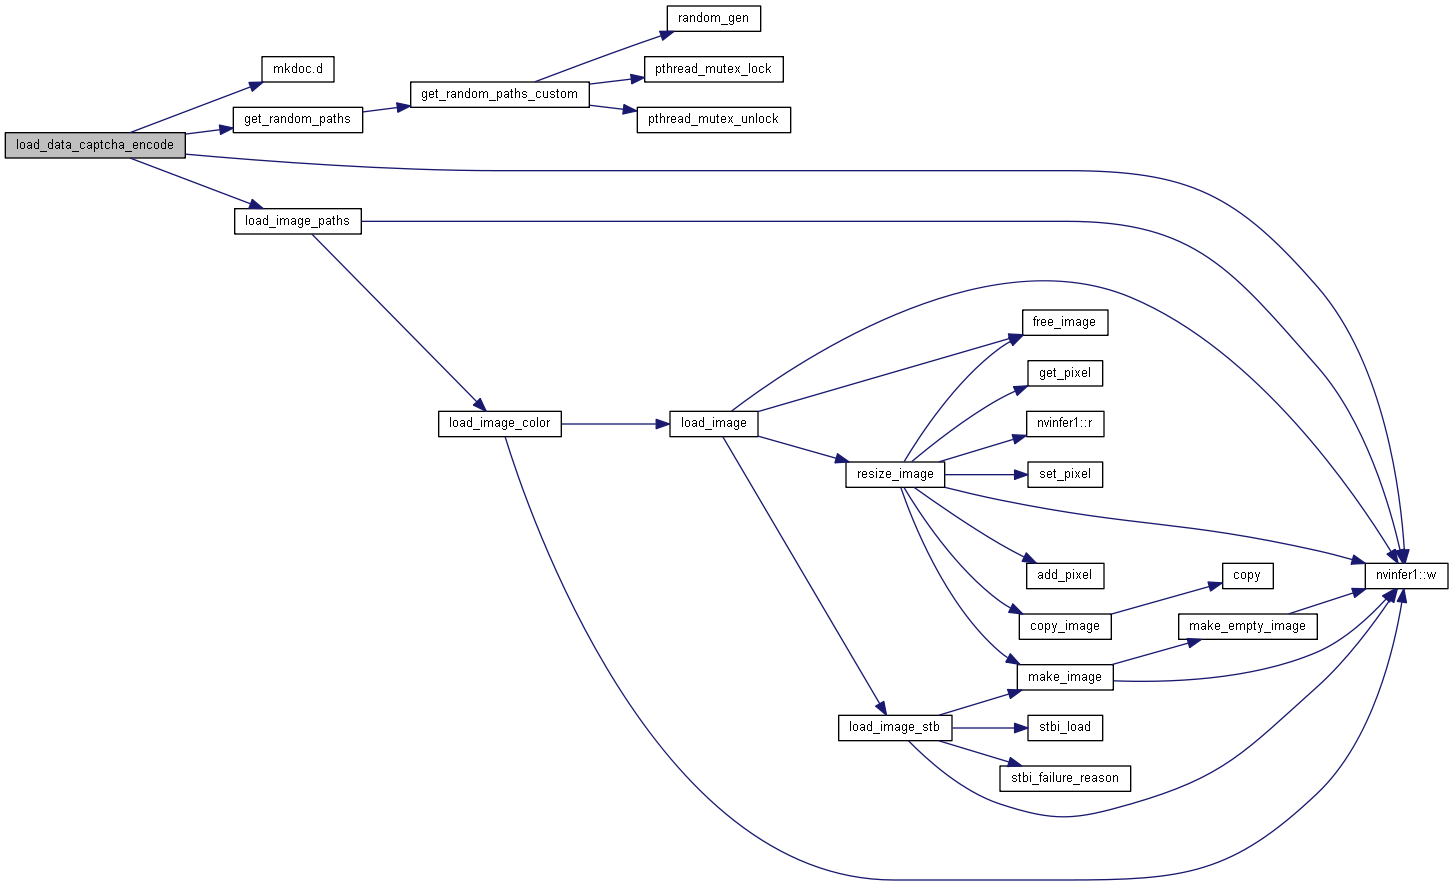 random_gen
mkdoc.d
pthread_mutex_lock
get_random_paths_custom
get_random_paths
pthread_mutex_unlock
load_data_captcha_encode
load_image_paths
free_image
get_pixel
load_image_color
load_image
nvinfer1::r
resize_image
set_pixel
add_pixel
copy
nvinfer1::w
copy_image
make_empty_image
make_image
load_image_stb
stbi_load
stbi_failure_reason